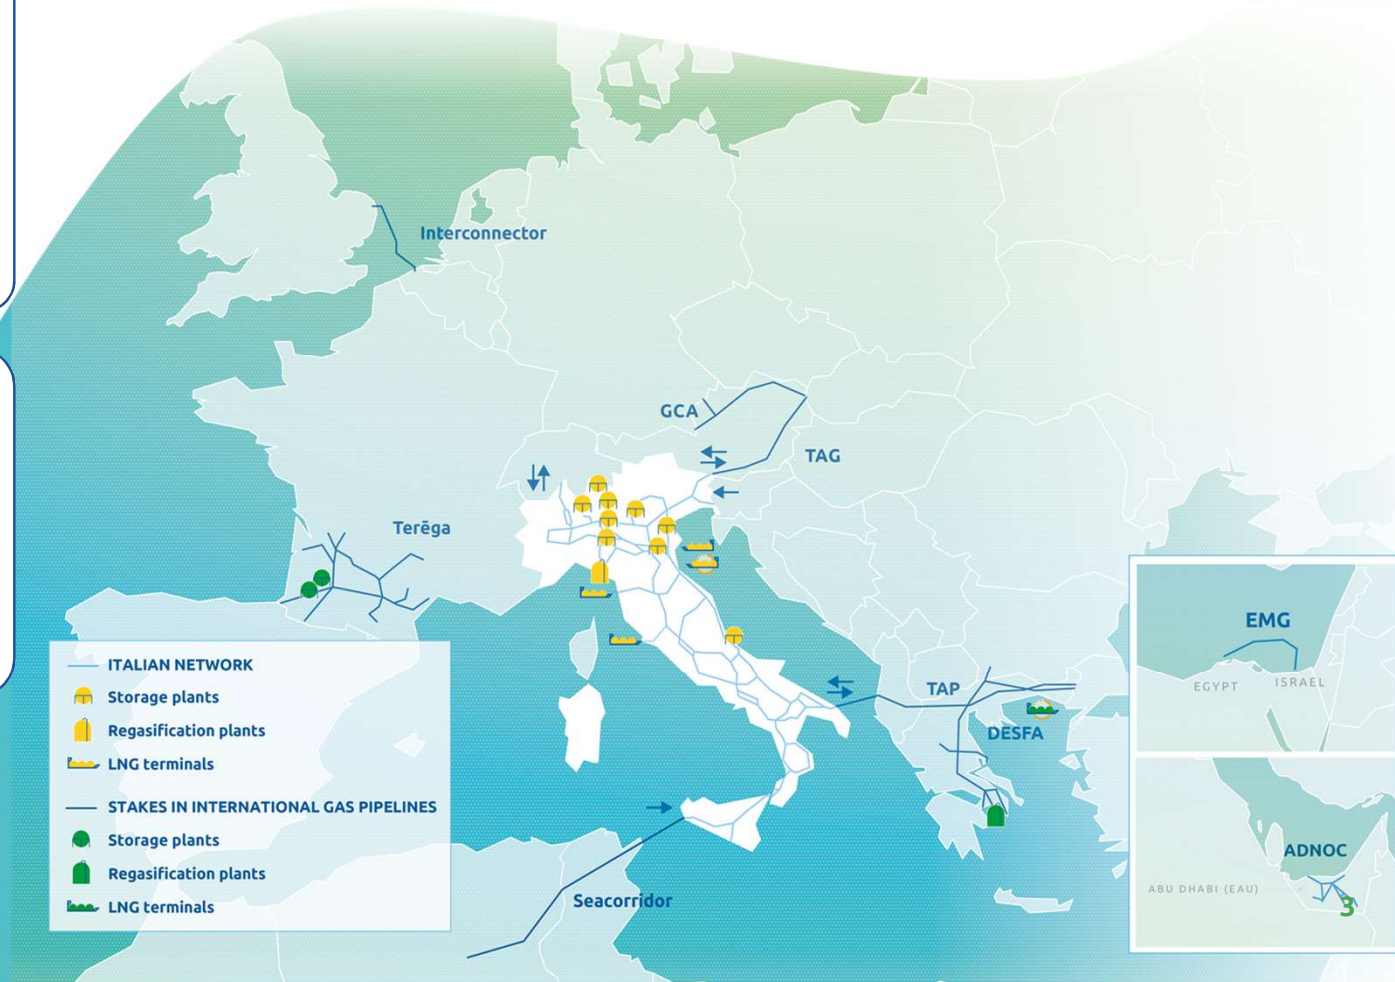 Interconnector
GCA
TAG
Terēga
ITALIAN NETWORK
Storage plants
Regasification plants
LNG terminals
STAKES IN INTERNATIONAL GAS PIPELINES
Storage plants
Regasification plants
LNG terminals
TAP
DESFA
Seacorridor
EMG
EGYPT
ISRAEL
ADNOC
ABU DHABI (EAU)
3